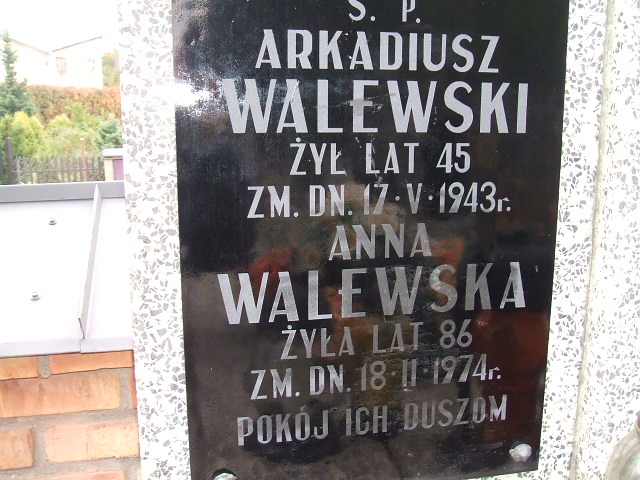 Ś. P.
ARKADIUSZ
WALEWSKI
ŻYŁ LAT 45
ZM. DN. 17·V·1943r.
ANNA
WALEWSKA
ŻYŁA LAT 86
ZM. DN. 18·II·1974r.
POKÓJ ICH DUSZOM